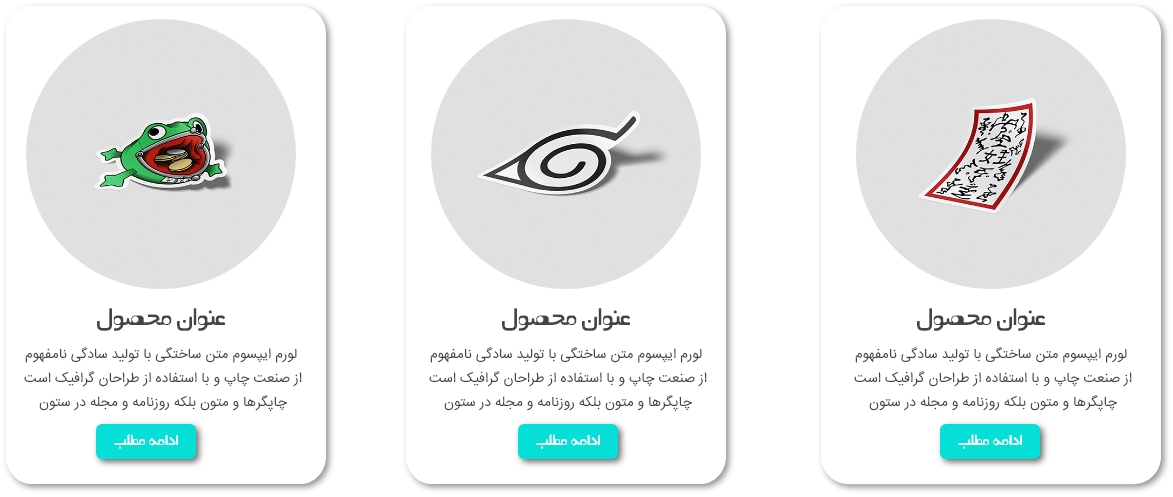 عنوان محصول
لورم ایپسوم متن ساختگی با تولید سادگی نامفهوم
از صنعت چاپ و با استفاده از طراحان گرافیک است
چاپگرها و متون بلکه روزنامه و مجله در ستون
ادامه مطلب
عنوان محصول
لورم ایپسوم متن ساختگی با تولید سادگی نامفهوم
از صنعت چاپ و با استفاده از طراحان گرافیک است
چاپگرها و متون بلکه روزنامه و مجله در ستون
ادامه مطلب
عنوان محصول
لورم ایپسوم متن ساختگی با تولید سادگی نامفهوم
از صنعت چاپ و با استفاده از طراحان گرافیک است
چاپگرها و متون بلکه روزنامه و مجله در ستون
ادامه مطلب